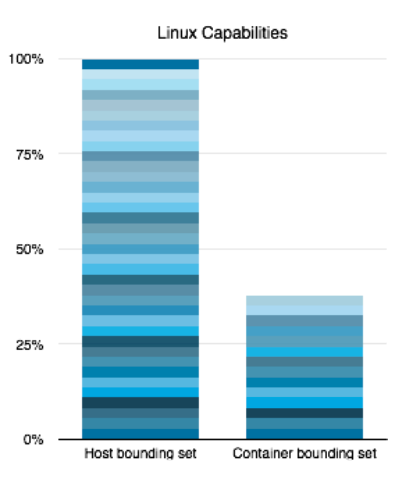 Linux Capabilities
100%
75%
50%
25%
0%
Host bounding set
Container bounding set